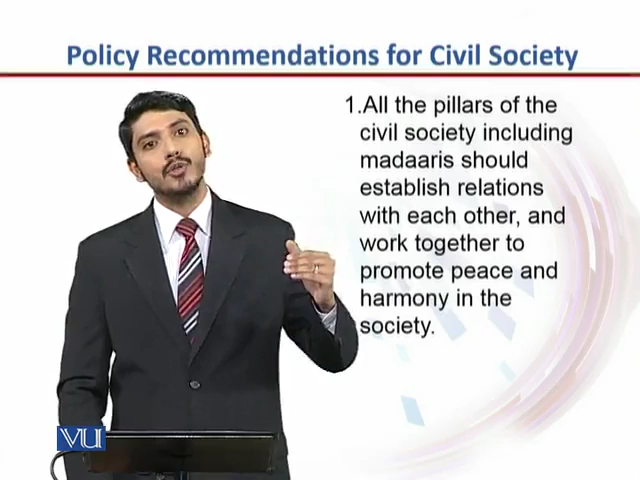 Policy Recommendations for Civil Society
1.All the pillars of the
civil society including
madaaris should
establish relations
with each other, and
work together to
promote peace and
harmony in the
society.
VU